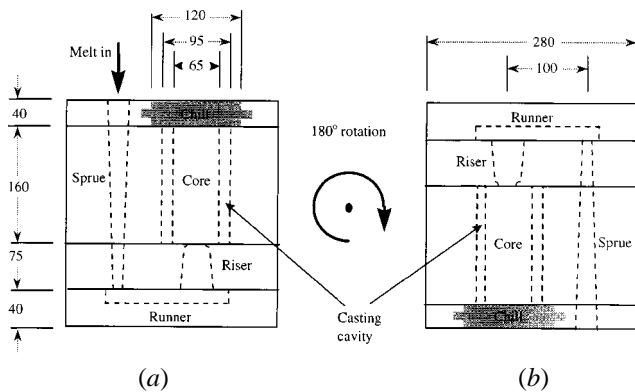 120
95
65
Melt in
40
Chill
160
Sprue
Core
75
Riser
40
Runner
180° rotation
Casting
cavity
280
100
Runner
Riser
Core
Sprue
Chill
(a)
(b)